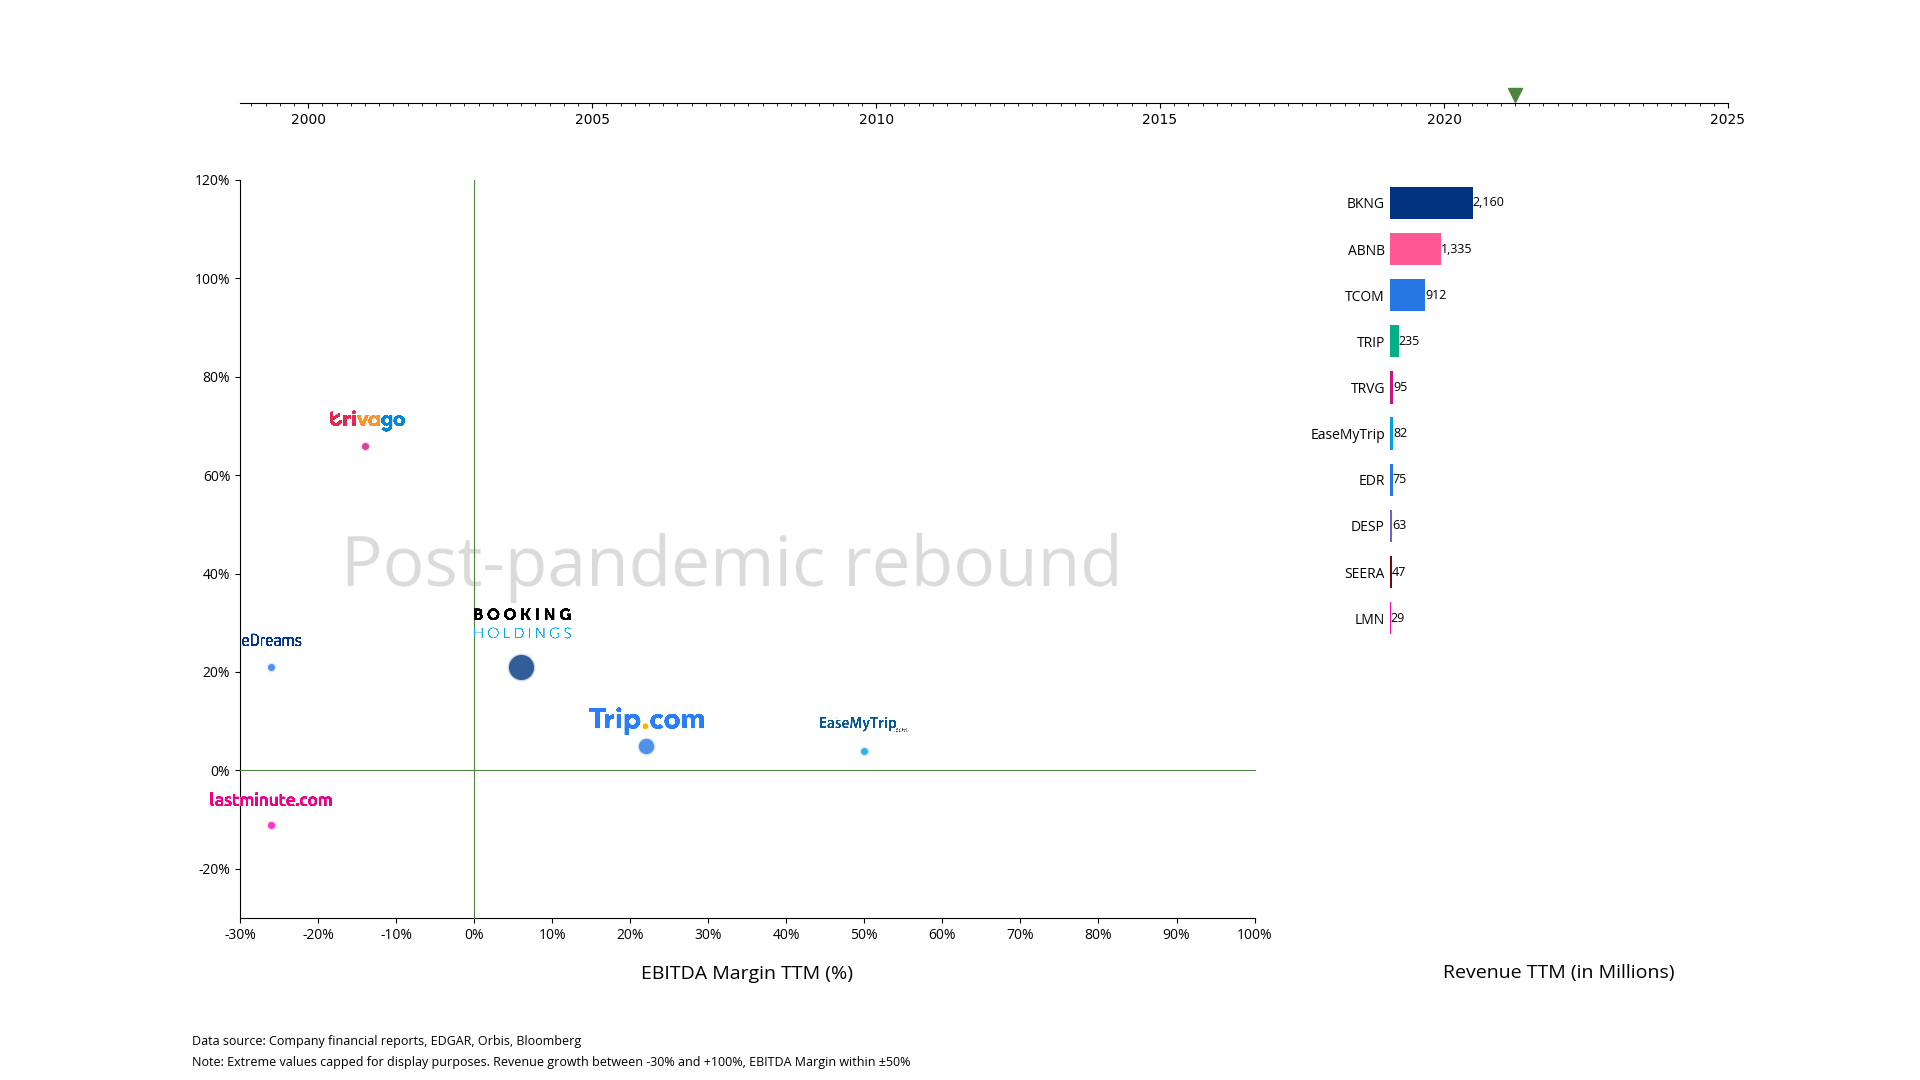 2000 2005 2010 2015 2020 2025
120%
100%
80%
60%
40%
20%
0%
-20%
-30% -20% -10% 0% 10% 20% 30% 40% 50% 60% 70% 80% 90% 100%
trivago
Post-pandemic rebound
BOOKING
HOLDINGS
eDreams
Trip.com
EaseMyTrip
lastminute.com
EBITDA Margin TTM (%)
BKNG 2,160
ABNB 1,335
TCOM 912
TRIP 235
TRVG 95
EaseMyTrip 82
EDR 75
DESP 63
SEERA 47
LMN 29
Revenue TTM (in Millions)
Data source: Company financial reports, EDGAR, Orbis, Bloomberg
Note: Extreme values capped for display purposes. Revenue growth between -30% and +100%, EBITDA Margin within ±50%